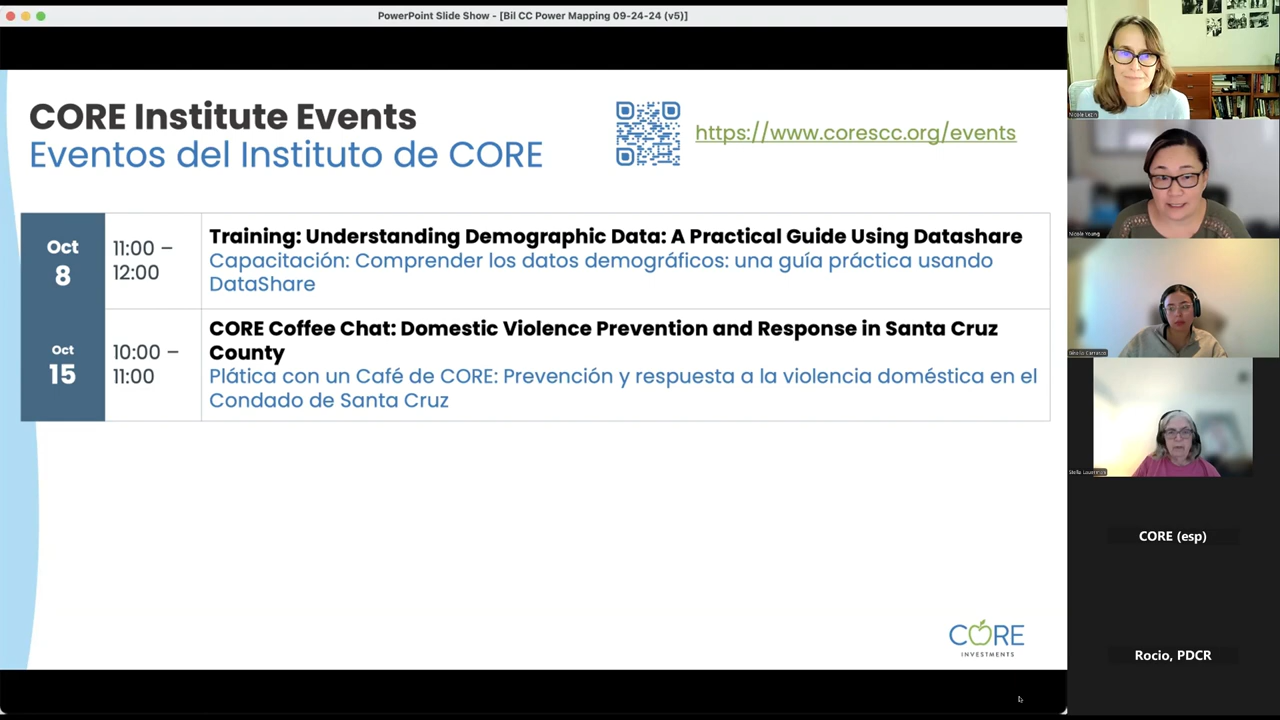 PowerPoint Slide Show - [Bil CC Power Mapping 09-24-24 (v5)]
CORE Institute Events
Eventos del Instituto de CORE
https://www.corescc.org/events
Oct
8
11:00 –
12:00
Training: Understanding Demographic Data: A Practical Guide Using Datashare
Capacitación: Comprender los datos demográficos: una guía práctica usando
DataShare
Oct
15
10:00 –
11:00
CORE Coffee Chat: Domestic Violence Prevention and Response in Santa Cruz
County
Plática con un Café de CORE: Prevención y respuesta a la violencia doméstica en el
Condado de Santa Cruz
CORE
INVESTMENTS
Nicole Young
CORE (esp)
Rocio, PDCR